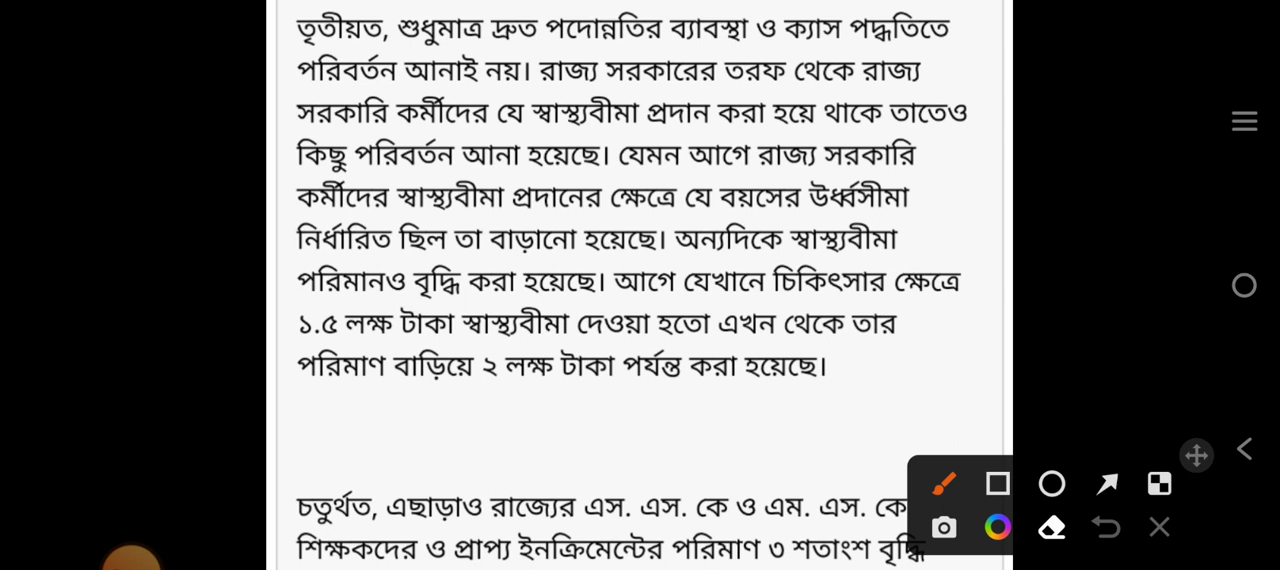 তৃতীয়ত, শুধুমাত্র দ্রুত পদোন্নতির ব্যাবস্থা ও ক্যাস পদ্ধতিতে
পরিবর্তন আনাই নয়। রাজ্য সরকারের তরফ থেকে রাজ্য
সরকারি কর্মীদের যে স্বাস্থ্যবীমা প্রদান করা হয়ে থাকে তাতেও
কিছু পরিবর্তন আনা হয়েছে। যেমন আগে রাজ্য সরকারি
কর্মীদের স্বাস্থ্যবীমা প্রদানের ক্ষেত্রে যে বয়সের উর্ধ্বসীমা
নির্ধারিত ছিল তা বাড়ানো হয়েছে। অন্যদিকে স্বাস্থ্যবীমা
পরিমানও বৃদ্ধি করা হয়েছে। আগে যেখানে চিকিৎসার ক্ষেত্রে
১.৫ লক্ষ টাকা স্বাস্থ্যবীমা দেওয়া হতো এখন থেকে তার
পরিমাণ বাড়িয়ে ২ লক্ষ টাকা পর্যন্ত করা হয়েছে।
চতুর্থত, এছাড়াও রাজ্যের এস. এস. কে ও এম. এস. কে
শিক্ষকদের ও প্রাপ্য ইনক্রিমেন্টের পরিমাণ ৩ শতাংশ বৃদ্ধি